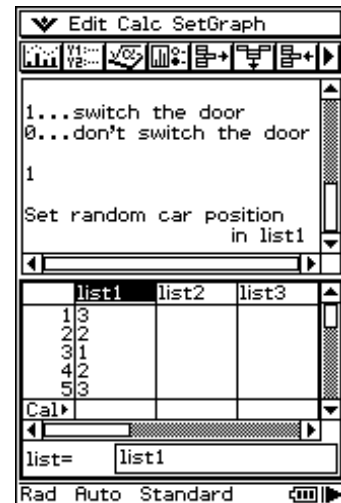 Edit Calc SetGraph
Y1:
Y2:
1...switch the door
0...don't switch the door
1
Set random car position
in list1
list1 list2 list3
1 3
2 2
3 1
4 2
5 3
Cal▶
list= list1
Rad Auto Standard